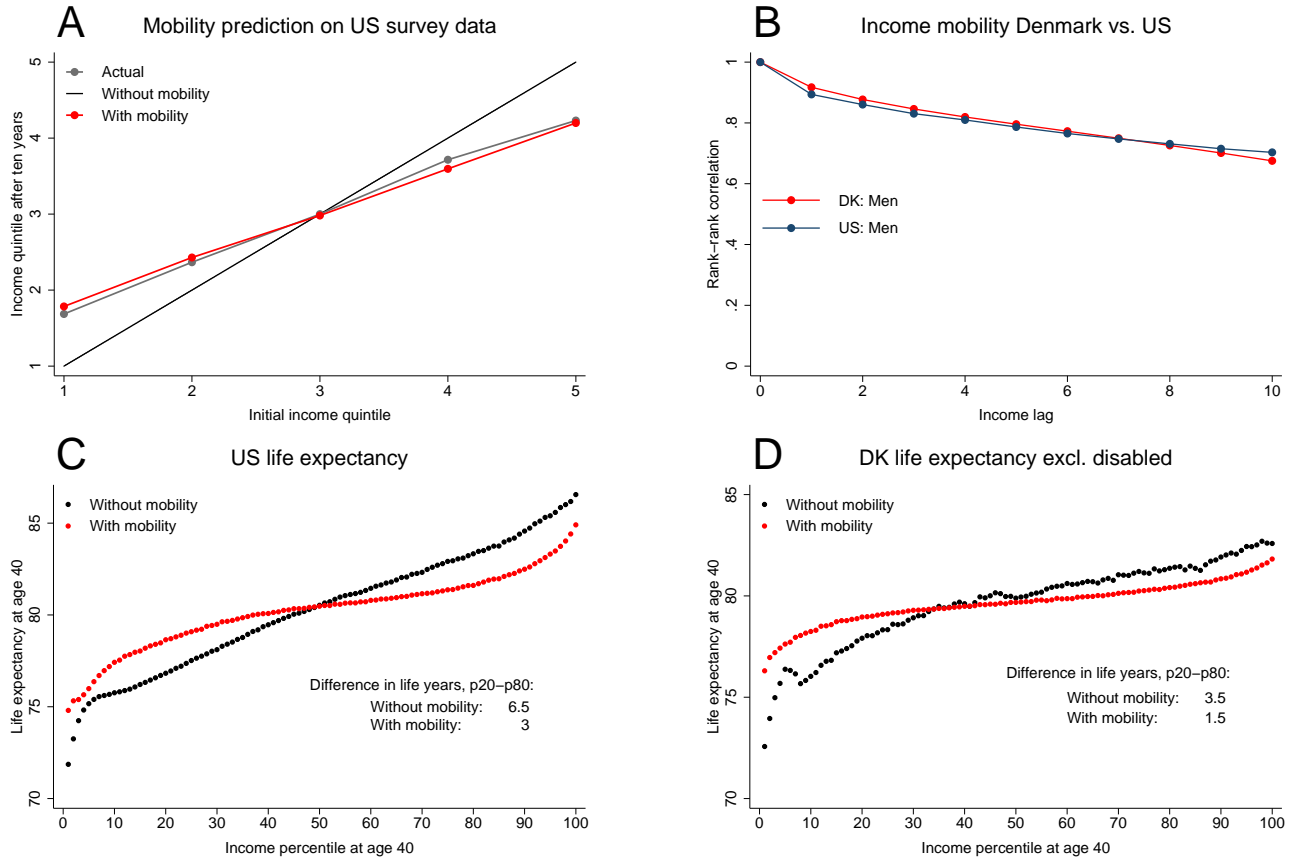 A
Mobility prediction on US survey data
Income quintile after ten years
5
4
3
2
1
Actual
Without mobility
With mobility
1 2 3 4 5
Initial income quintile
B
Income mobility Denmark vs. US
Rank−rank correlation
1
.8
.6
.4
.2
0
DK: Men
US: Men
0 2 4 6 8 10
Income lag
C
US life expectancy
Life expectancy at age 40
85
80
75
70
Without mobility
With mobility
Difference in life years, p20−p80:
Without mobility: 6.5
With mobility: 3
0 10 20 30 40 50 60 70 80 90 100
Income percentile at age 40
D
DK life expectancy excl. disabled
Life expectancy at age 40
85
80
75
70
Without mobility
With mobility
Difference in life years, p20−p80:
Without mobility: 3.5
With mobility: 1.5
0 10 20 30 40 50 60 70 80 90 100
Income percentile at age 40